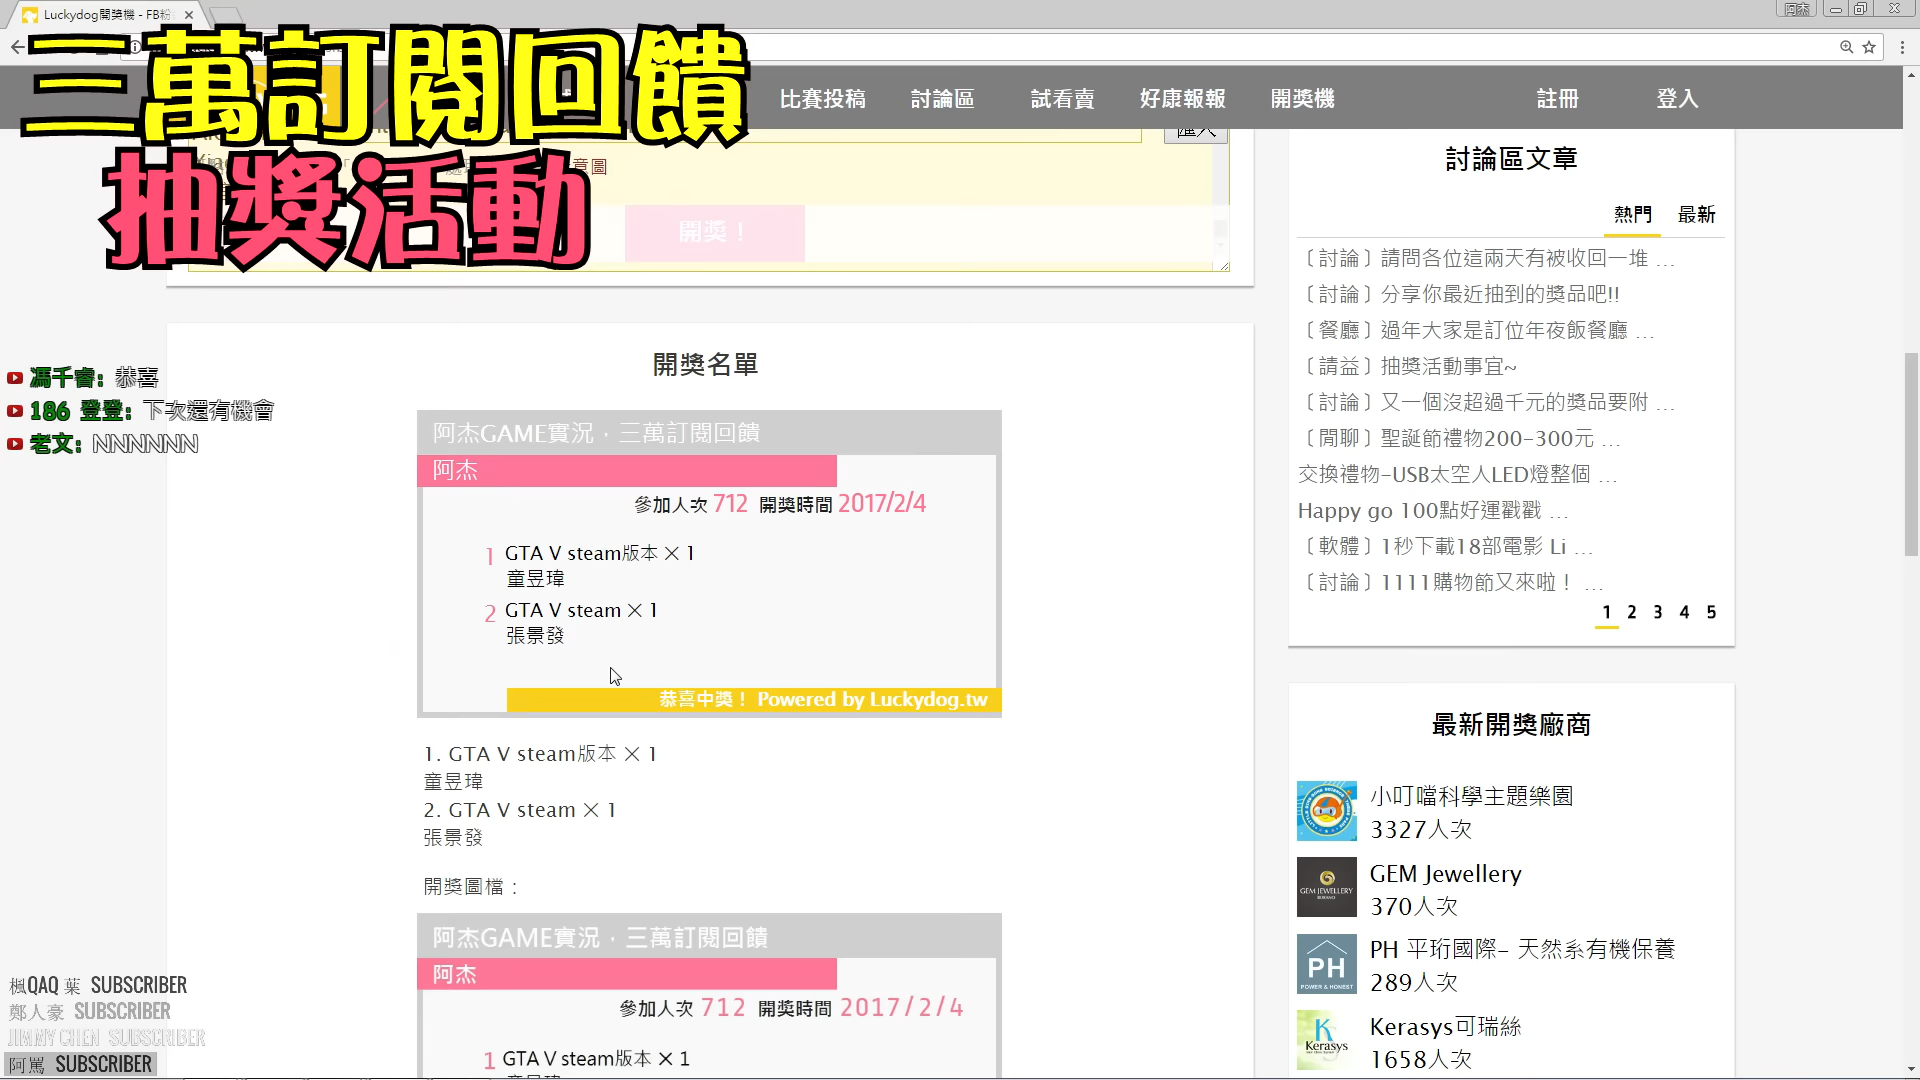 Luckydog開獎機 - FB粉
阿杰
三萬訂閱回饋
抽獎活動
比賽投稿
討論區
試看賣
好康報報
開獎機
註冊
登入
匯入
意圖
開獎！
開獎名單
馮千睿: 恭喜
186 登登: 下次還有機會
老文: NNNNNN
阿杰GAME實況，三萬訂閱回饋
阿杰
參加人次 712 開獎時間 2017/2/4
1 GTA V steam版本 × 1
童昱瑋
2 GTA V steam × 1
張景發
恭喜中獎！ Powered by Luckydog.tw
1. GTA V steam版本 × 1
童昱瑋
2. GTA V steam × 1
張景發
開獎圖檔：
阿杰GAME實況，三萬訂閱回饋
阿杰
參加人次 712 開獎時間 2017/2/4
1 GTA V steam版本 × 1
楓QAQ 葉 SUBSCRIBER
鄭人豪 SUBSCRIBER
JIMMY CHEN SUBSCRIBER
阿罵 SUBSCRIBER
討論區文章
熱門
最新
〔討論〕請問各位這兩天有被收回一堆 ...
〔討論〕分享你最近抽到的獎品吧!!
〔餐廳〕過年大家是訂位年夜飯餐廳 ...
〔請益〕抽獎活動事宜~
〔討論〕又一個沒超過千元的獎品要附 ...
〔閒聊〕聖誕節禮物200-300元 ...
交換禮物-USB太空人LED燈整個 ...
Happy go 100點好運戳戳 ...
〔軟體〕1秒下載18部電影 Li ...
〔討論〕1111購物節又來啦！ ...
1 2 3 4 5
最新開獎廠商
小叮噹科學主題樂園
3327人次
GEM JEWELLERY
GEM Jewellery
370人次
PH
POWER & HONEST
PH 平珩國際- 天然系有機保養
289人次
Kerasys
Kerasys可瑞絲
1658人次